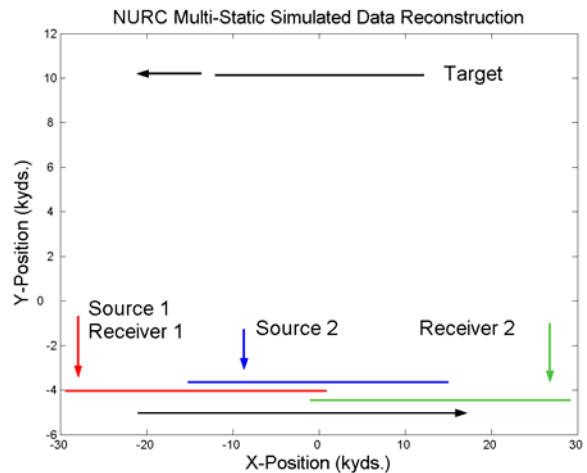 NURC Multi-Static Simulated Data Reconstruction
12
10
8
6
4
2
0
-2
-4
-6
Y-Position (kyds.)
Target
Source 1
Receiver 1
Source 2
Receiver 2
-30
-20
-10
0
10
20
30
X-Position (kyds.)